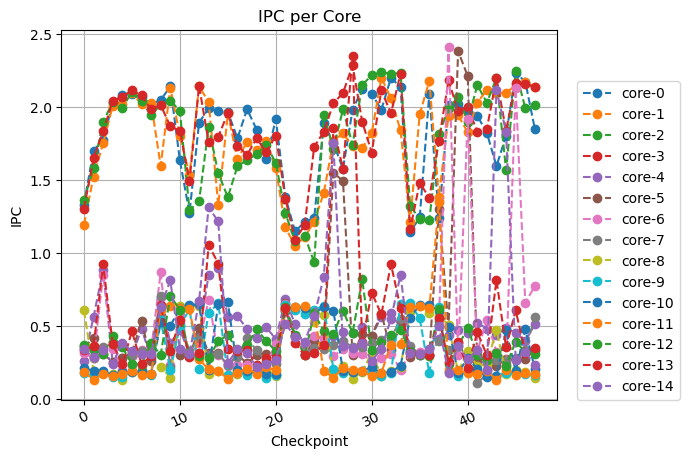 IPC per Core
2.5
2.0
1.5
1.0
0.5
0.0
IPC
0
10
20
30
40
Checkpoint
core-0
core-1
core-2
core-3
core-4
core-5
core-6
core-7
core-8
core-9
core-10
core-11
core-12
core-13
core-14